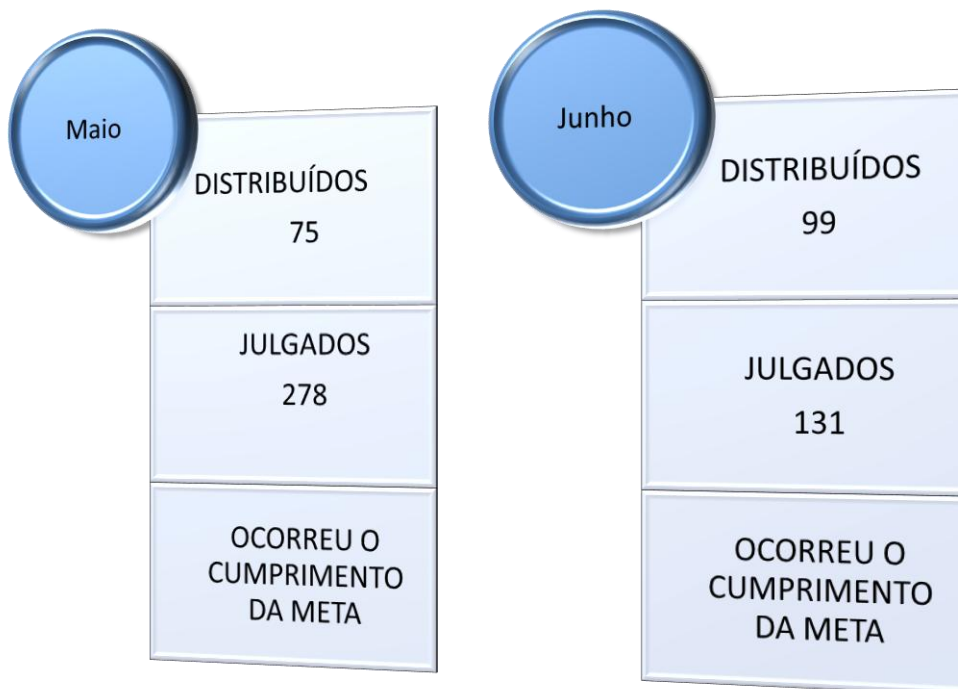 Maio
DISTRIBUÍDOS
75
JULGADOS
278
OCORREU O
CUMPRIMENTO
DA META
Junho
DISTRIBUÍDOS
99
JULGADOS
131
OCORREU O
CUMPRIMENTO
DA META